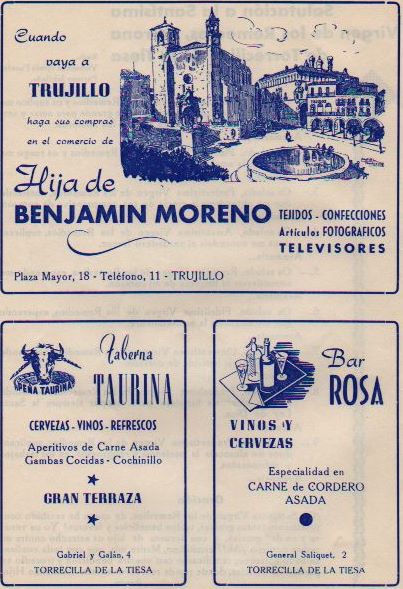 Cuando
vaya a
TRUJILLO
haga sus compras
en el comercio de
Hija de
BENJAMIN MORENO
TEJIDOS - CONFECCIONES
Artículos FOTOGRAFICOS
TELEVISORES
Plaza Mayor, 18 - Teléfono, 11 - TRUJILLO
PEÑA TAURINA
Taberna
TAURINA
CERVEZAS - VINOS - REFRESCOS
Aperitivos de Carne Asada
Gambas Cocidas - Cochinillo
GRAN TERRAZA
Gabriel y Galán, 4
TORRECILLA DE LA TIESA
Bar
ROSA
VINOS Y
CERVEZAS
Especialidad en
CARNE de CORDERO
ASADA
General Saliquet, 2
TORRECILLA DE LA TIESA